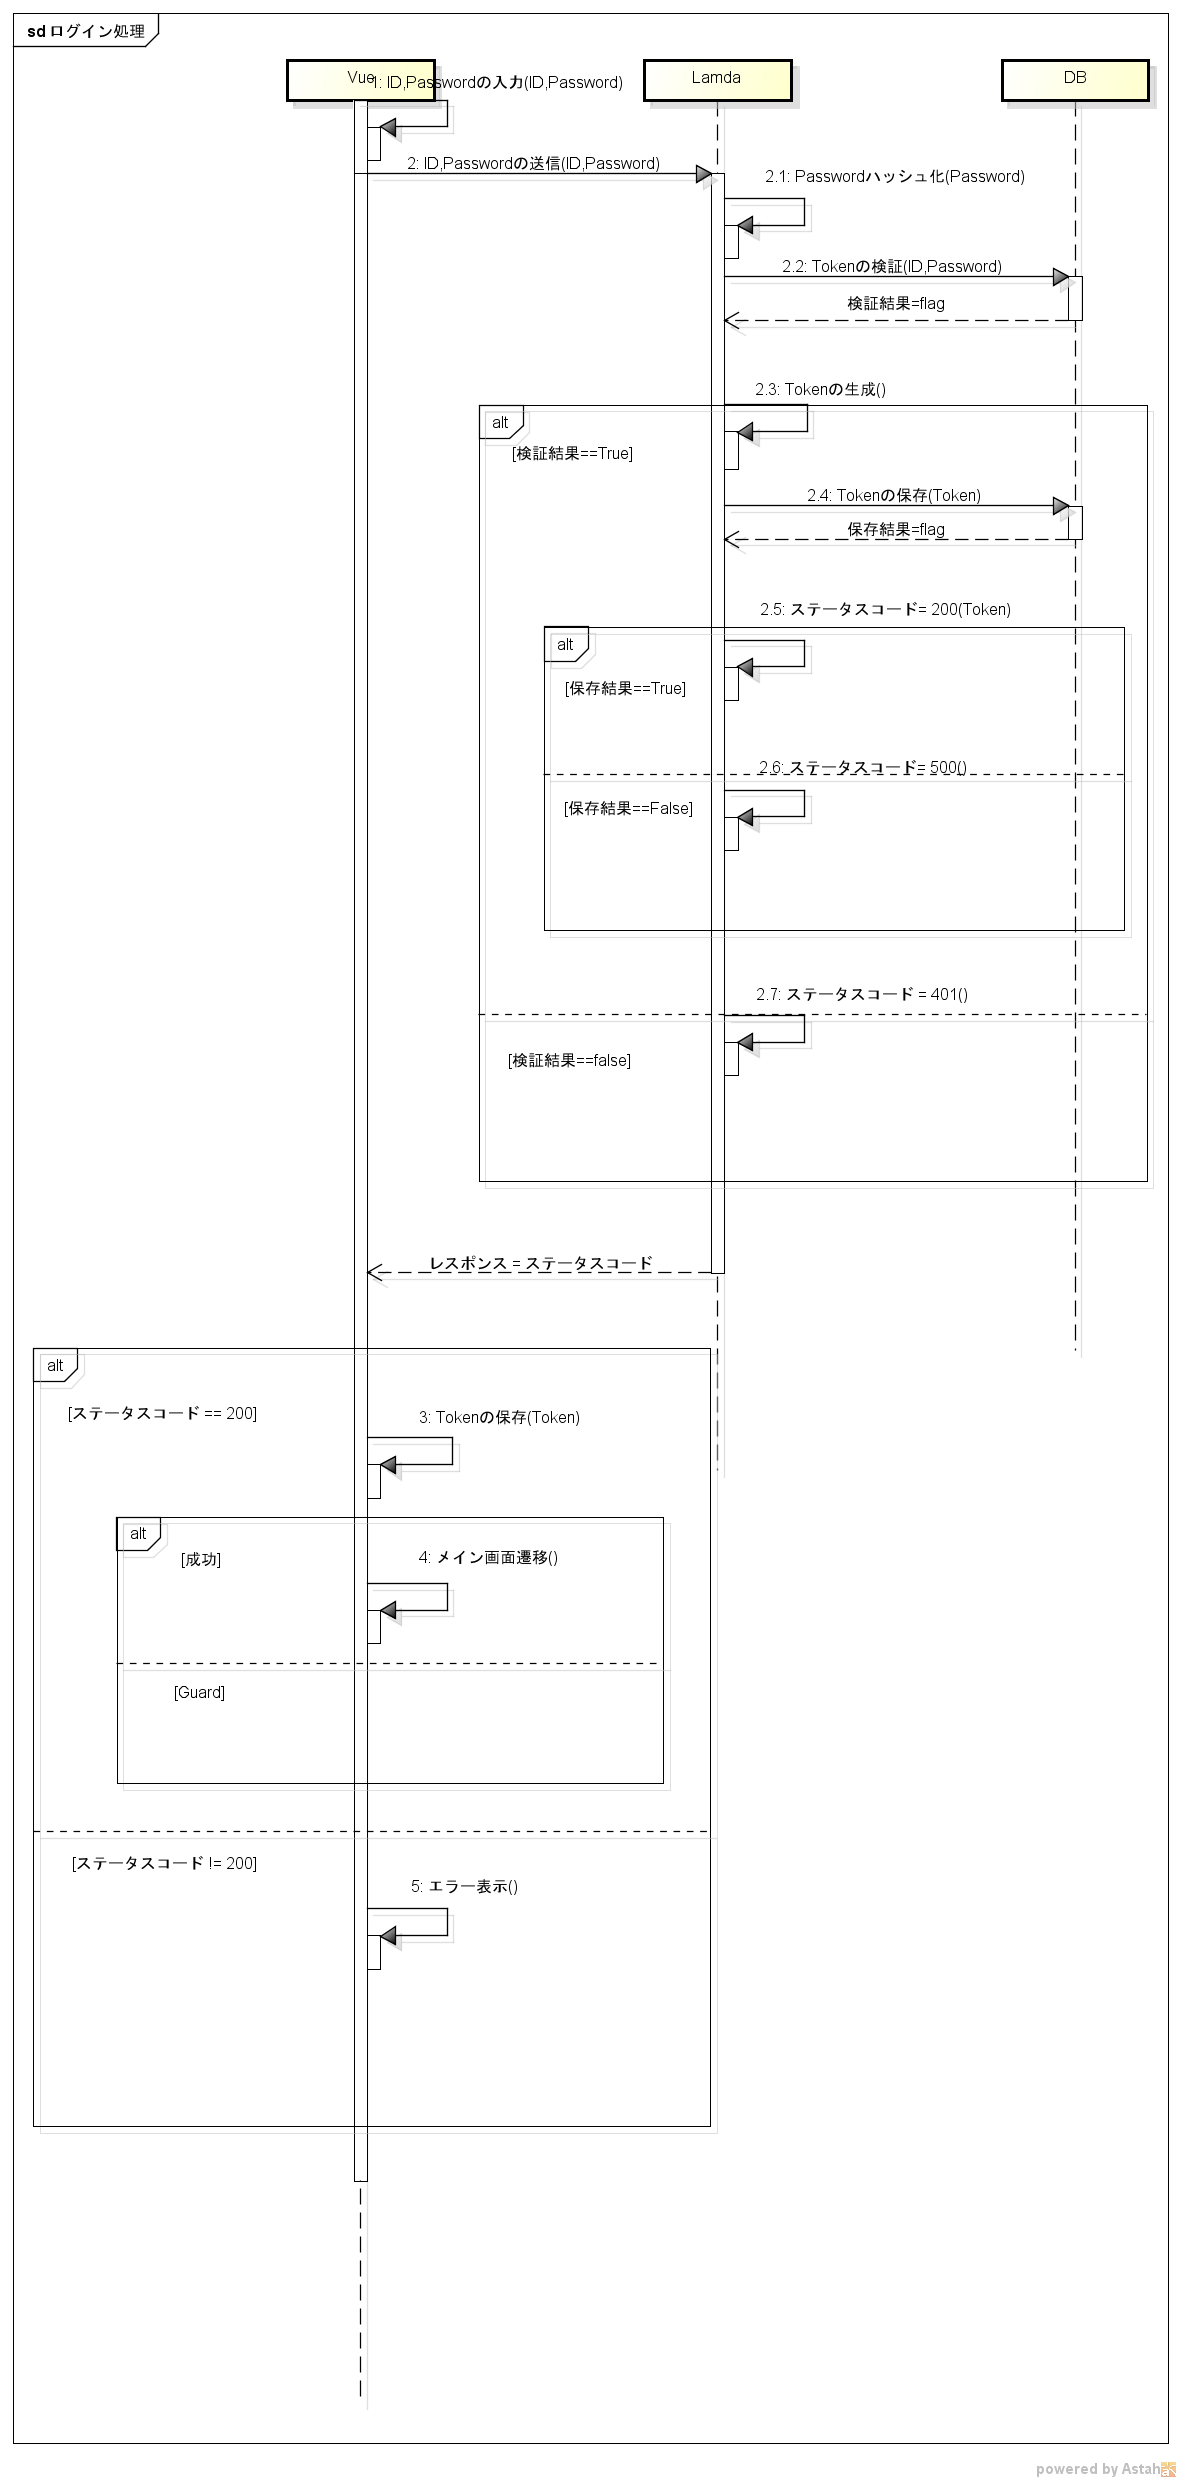 sd ログイン処理
Vue
Lamda
DB
1: ID,Passwordの入力(ID,Password)
2: ID,Passwordの送信(ID,Password)
2.1: Passwordハッシュ化(Password)
2.2: Tokenの検証(ID,Password)
検証結果=flag
2.3: Tokenの生成()
alt
[検証結果==True]
2.4: Tokenの保存(Token)
保存結果=flag
2.5: ステータスコード= 200(Token)
alt
[保存結果==True]
2.6: ステータスコード= 500()
[保存結果==False]
2.7: ステータスコード = 401()
[検証結果==false]
レスポンス = ステータスコード
alt
[ステータスコード == 200]
3: Tokenの保存(Token)
alt
[成功]
4: メイン画面遷移()
[Guard]
[ステータスコード != 200]
5: エラー表示()
powered by Astah